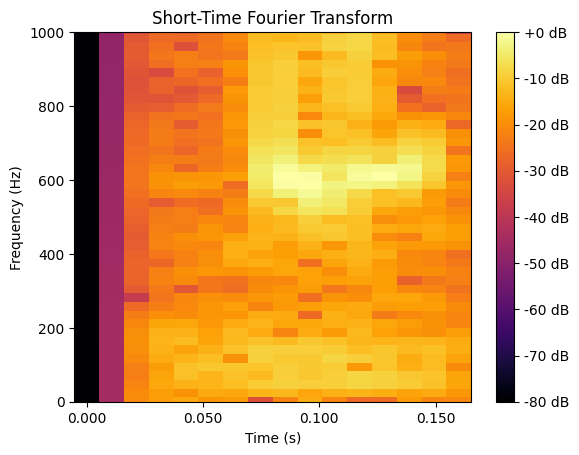 Short-Time Fourier Transform
1000
800
600
400
200
0
Frequency (Hz)
0.000
0.050
0.100
0.150
Time (s)
+0 dB
-10 dB
-20 dB
-30 dB
-40 dB
-50 dB
-60 dB
-70 dB
-80 dB